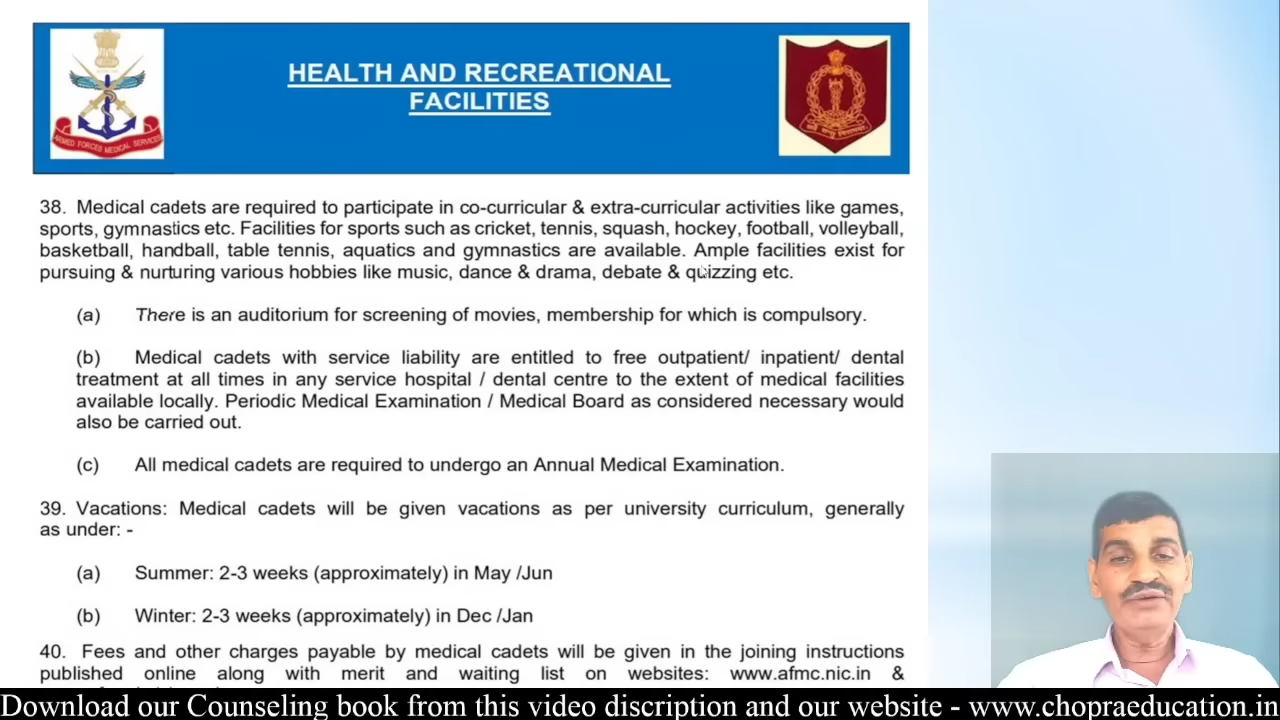 HEALTH AND RECREATIONAL
FACILITIES
ARMED FORCES MEDICAL SERVICES
38. Medical cadets are required to participate in co-curricular & extra-curricular activities like games,
sports, gymnastics etc. Facilities for sports such as cricket, tennis, squash, hockey, football, volleyball,
basketball, handball, table tennis, aquatics and gymnastics are available. Ample facilities exist for
pursuing & nurturing various hobbies like music, dance & drama, debate & quizzing etc.
(a) There is an auditorium for screening of movies, membership for which is compulsory.
(b) Medical cadets with service liability are entitled to free outpatient/ inpatient/ dental
treatment at all times in any service hospital / dental centre to the extent of medical facilities
available locally. Periodic Medical Examination / Medical Board as considered necessary would
also be carried out.
(c) All medical cadets are required to undergo an Annual Medical Examination.
39. Vacations: Medical cadets will be given vacations as per university curriculum, generally
as under: -
(a) Summer: 2-3 weeks (approximately) in May /Jun
(b) Winter: 2-3 weeks (approximately) in Dec /Jan
40. Fees and other charges payable by medical cadets will be given in the joining instructions
published online along with merit and waiting list on websites: www.afmc.nic.in &
Download our Counseling book from this video discription and our website - www.chopraeducation.in